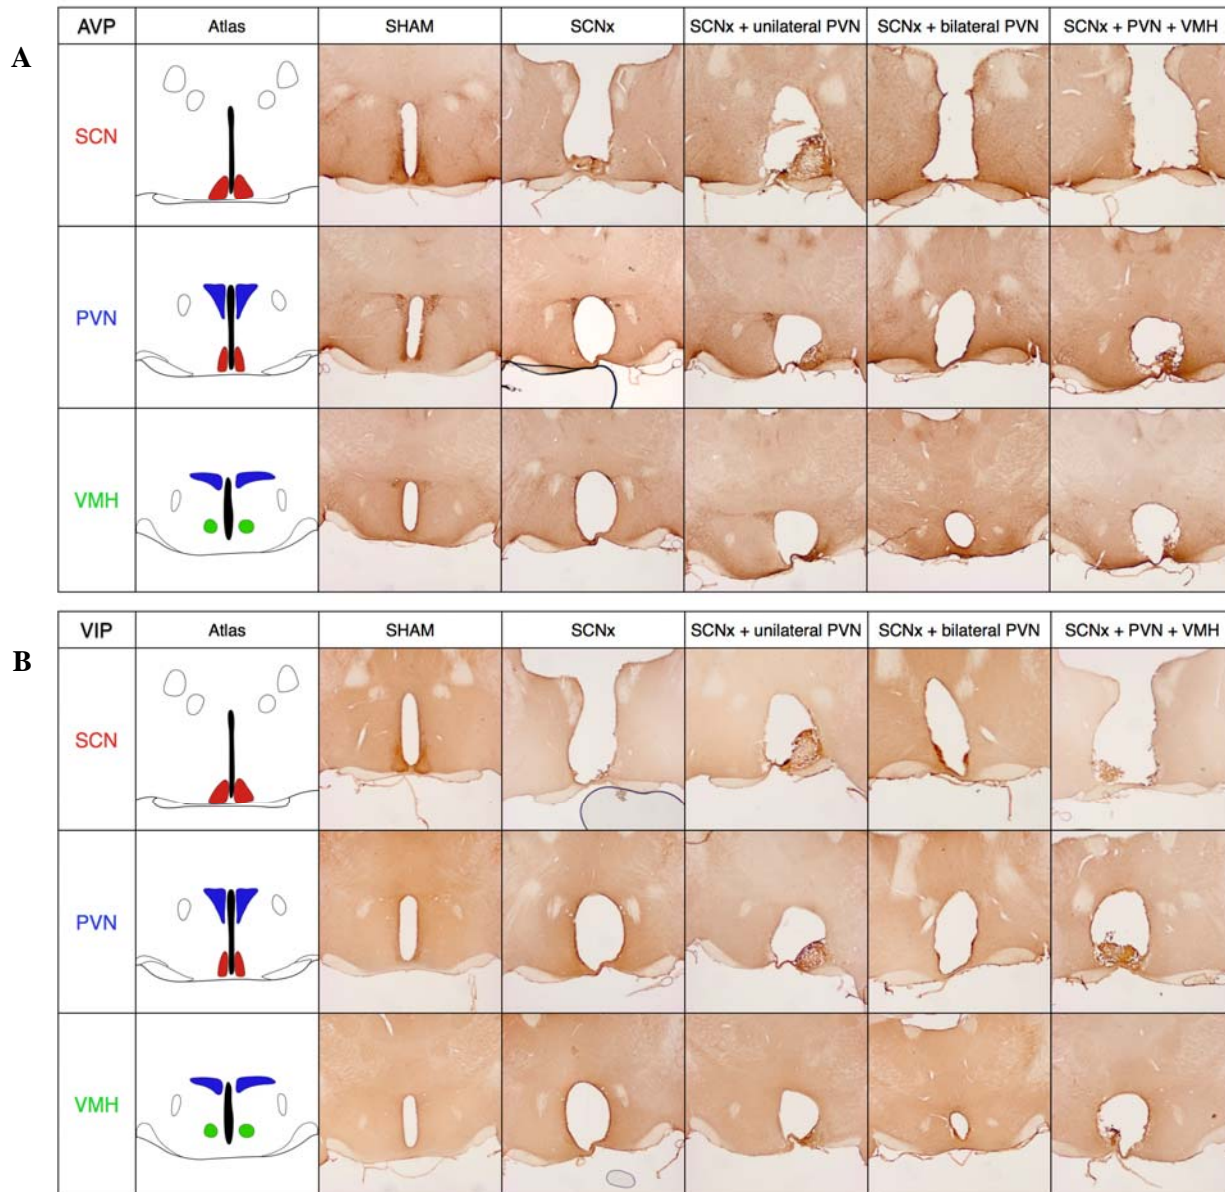 A
AVP Atlas SHAM SCNx SCNx + unilateral PVN SCNx + bilateral PVN SCNx + PVN + VMH
SCN
PVN
VMH
B
VIP Atlas SHAM SCNx SCNx + unilateral PVN SCNx + bilateral PVN SCNx + PVN + VMH
SCN
PVN
VMH